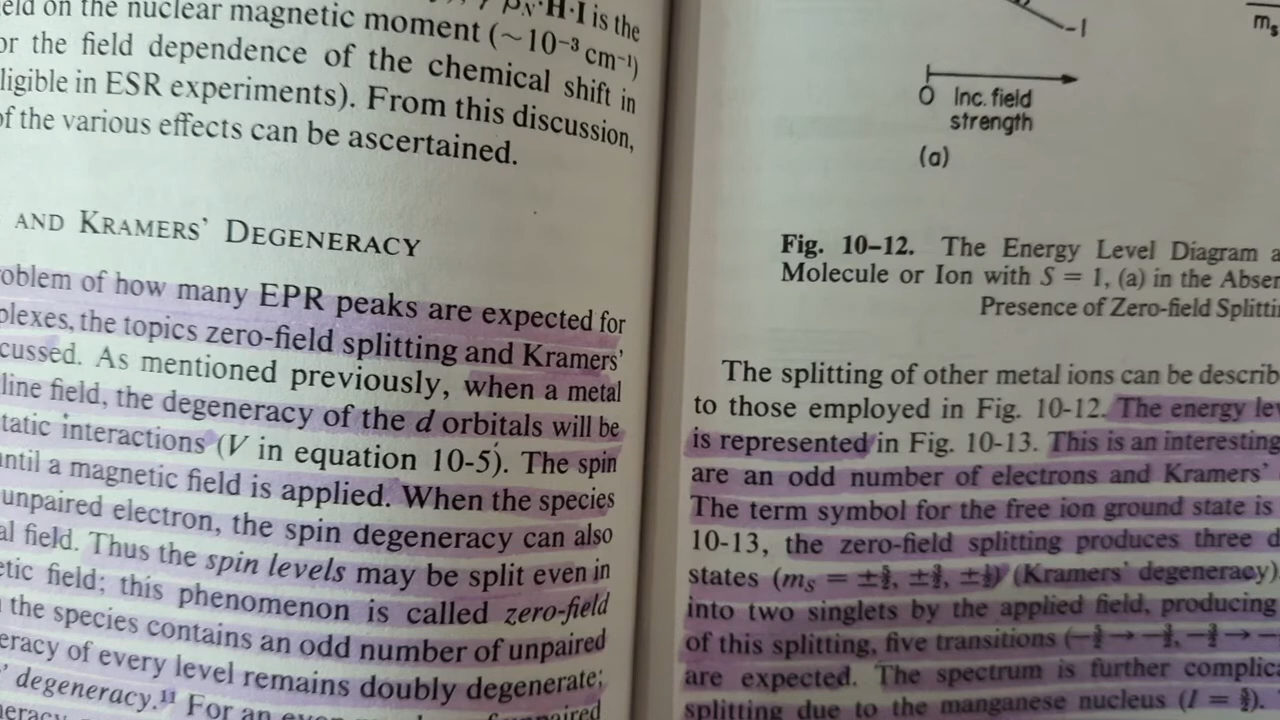 eld on the nuclear magnetic moment (~10⁻³ cm⁻¹)
H·I is the
or the field dependence of the chemical shift in
ligible in ESR experiments). From this discussion,
of the various effects can be ascertained.
AND KRAMERS' DEGENERACY
oblem of how many EPR peaks are expected for
plexes, the topics zero-field splitting and Kramers'
cussed. As mentioned previously, when a metal
line field, the degeneracy of the d orbitals will be
tatic interactions (V in equation 10-5). The spin
until a magnetic field is applied. When the species
unpaired electron, the spin degeneracy can also
al field. Thus the spin levels may be split even in
etic field; this phenomenon is called zero-field
the species contains an odd number of unpaired
eracy of every level remains doubly degenerate;
' degeneracy.¹¹ For an
-1
mₛ
O Inc. field
strength
(a)
Fig. 10-12. The Energy Level Diagram a
Molecule or Ion with S = 1, (a) in the Absen
Presence of Zero-field Splitti
The splitting of other metal ions can be describ
to those employed in Fig. 10-12. The energy lev
is represented in Fig. 10-13. This is an interesting
are an odd number of electrons and Kramers'
The term symbol for the free ion ground state is
10-13, the zero-field splitting produces three d
states (mₛ = ±5/2, ±3/2, ±1/2) (Kramers' degeneracy)
into two singlets by the applied field, producing
of this splitting, five transitions (−5/2 → −3/2, −3/2 → −
are expected. The spectrum is further complica
splitting due to the manganese nucleus (I = 5/2).